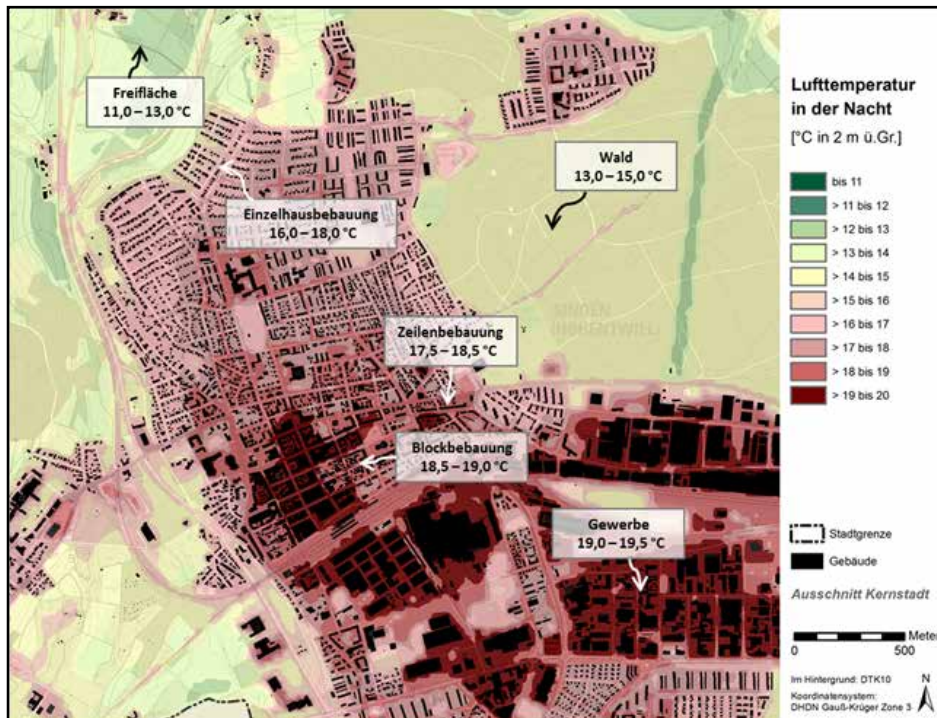 Freifläche
11,0 – 13,0 °C
Wald
13,0 – 15,0 °C
Einzelhausbebauung
16,0 – 18,0 °C
SINGEN
(HOHENTWIEL)
Zeilenbebauung
17,5 – 18,5 °C
Blockbebauung
18,5 – 19,0 °C
Gewerbe
19,0 – 19,5 °C
Lufttemperatur
in der Nacht
[°C in 2 m ü.Gr.]
bis 11
> 11 bis 12
> 12 bis 13
> 13 bis 14
> 14 bis 15
> 15 bis 16
> 16 bis 17
> 17 bis 18
> 18 bis 19
> 19 bis 20
Stadtgrenze
Gebäude
Ausschnitt Kernstadt
Meter
0 500
Im Hintergrund: DTK10
Koordinatensystem:
DHDN Gauß-Krüger Zone 3
N